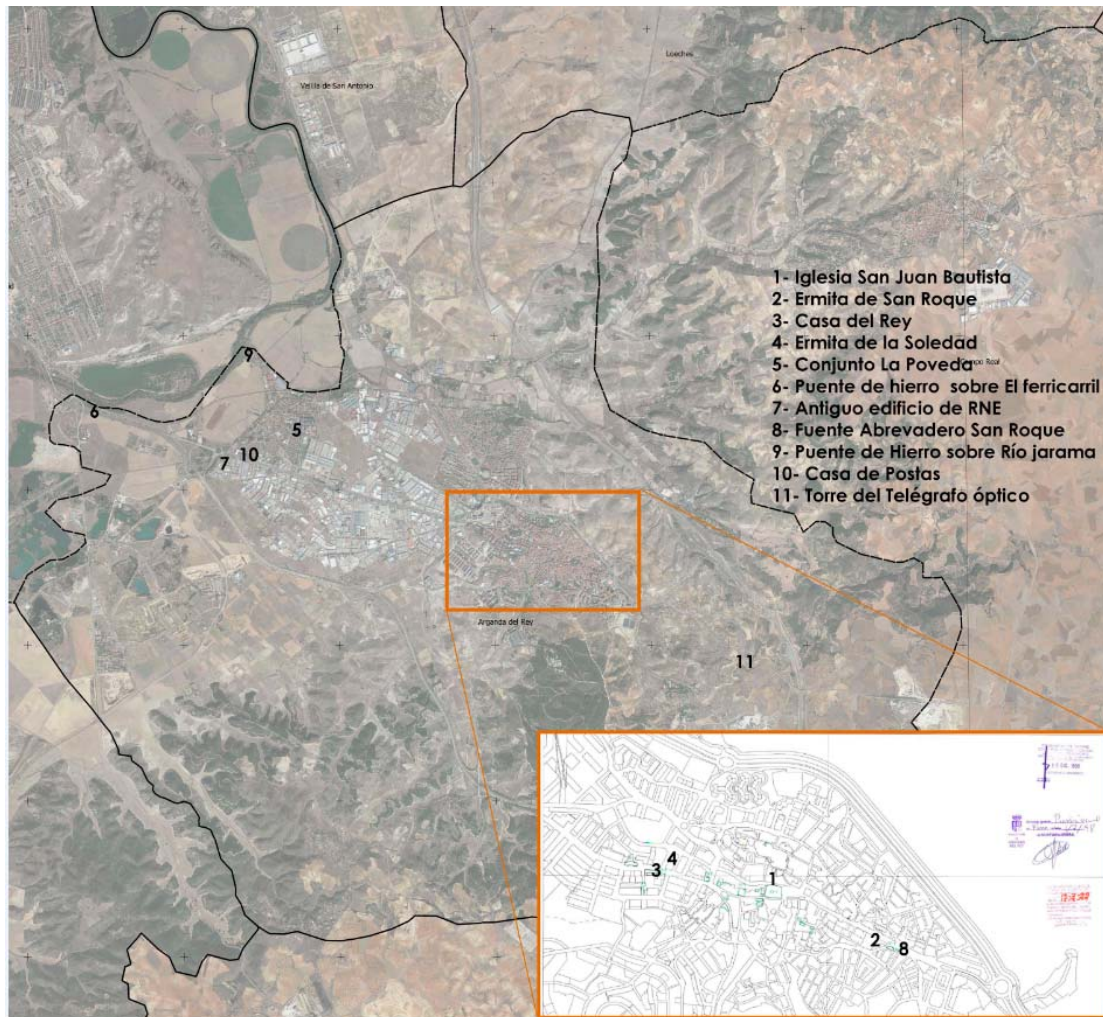 Loeches
Velilla de San Antonio
1- Iglesia San Juan Bautista
2- Ermita de San Roque
3- Casa del Rey
4- Ermita de la Soledad
5- Conjunto La Poveda
Campo Real
6- Puente de hierro sobre El ferricarril
7- Antiguo edificio de RNE
8- Fuente Abrevadero San Roque
9- Puente de Hierro sobre Río jarama
10- Casa de Postas
11- Torre del Telégrafo óptico
9
6
5
10
7
Arganda del Rey
11
4
3
1
2
8